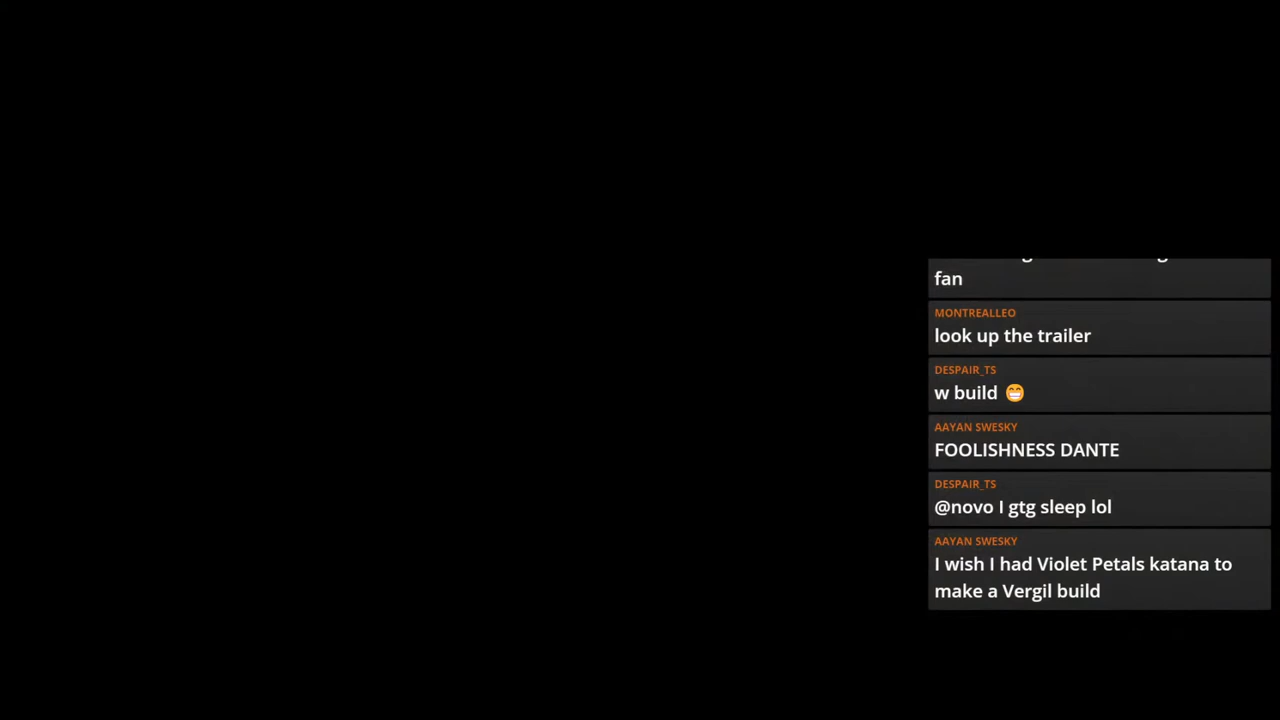 fan
MONTREALLEO
look up the trailer
DESPAIR_TS
w build 😁
AAYAN SWESKY
FOOLISHNESS DANTE
DESPAIR_TS
@novo I gtg sleep lol
AAYAN SWESKY
I wish I had Violet Petals katana to
make a Vergil build